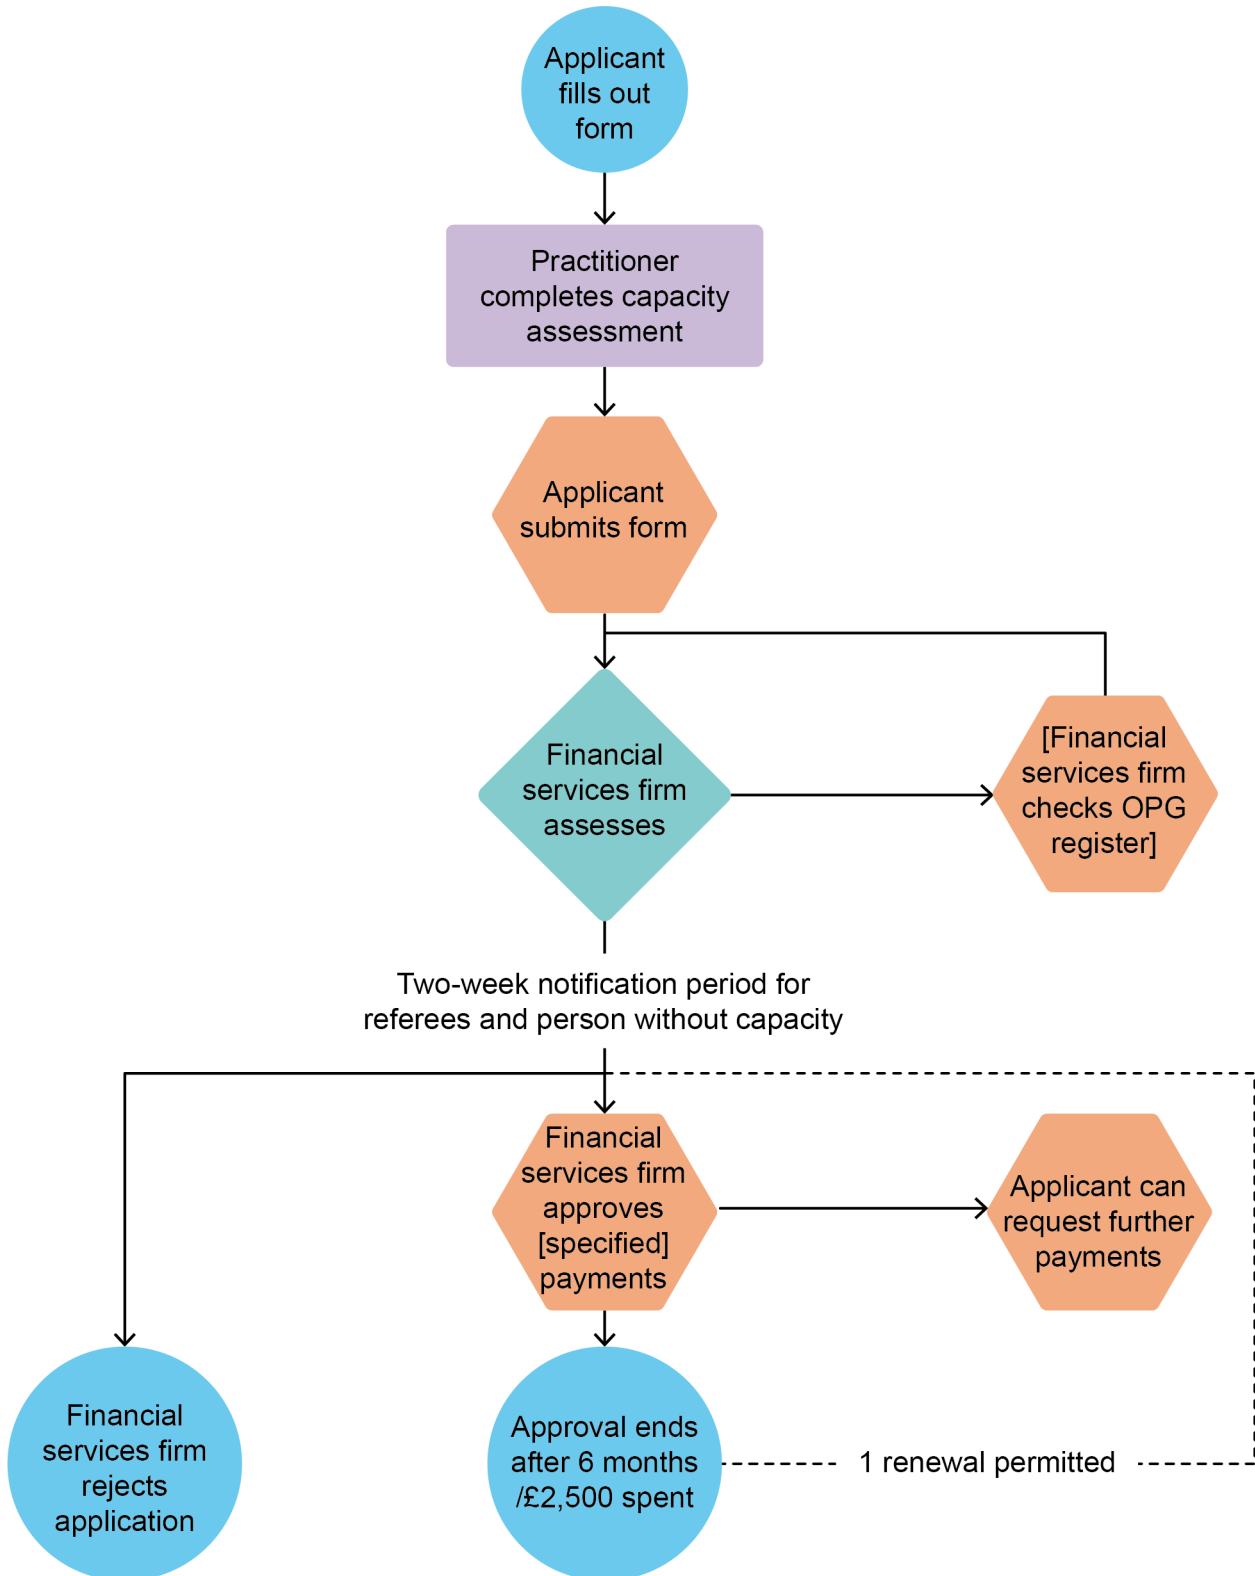 Applicant
fills out
form
Practitioner
completes capacity
assessment
Applicant
submits form
Financial
services firm
assesses
[Financial
services firm
checks OPG
register]
Two-week notification period for
referees and person without capacity
Financial
services firm
approves
[specified]
payments
Applicant can
request further
payments
Financial
services firm
rejects
application
Approval ends
after 6 months
/£2,500 spent
1 renewal permitted